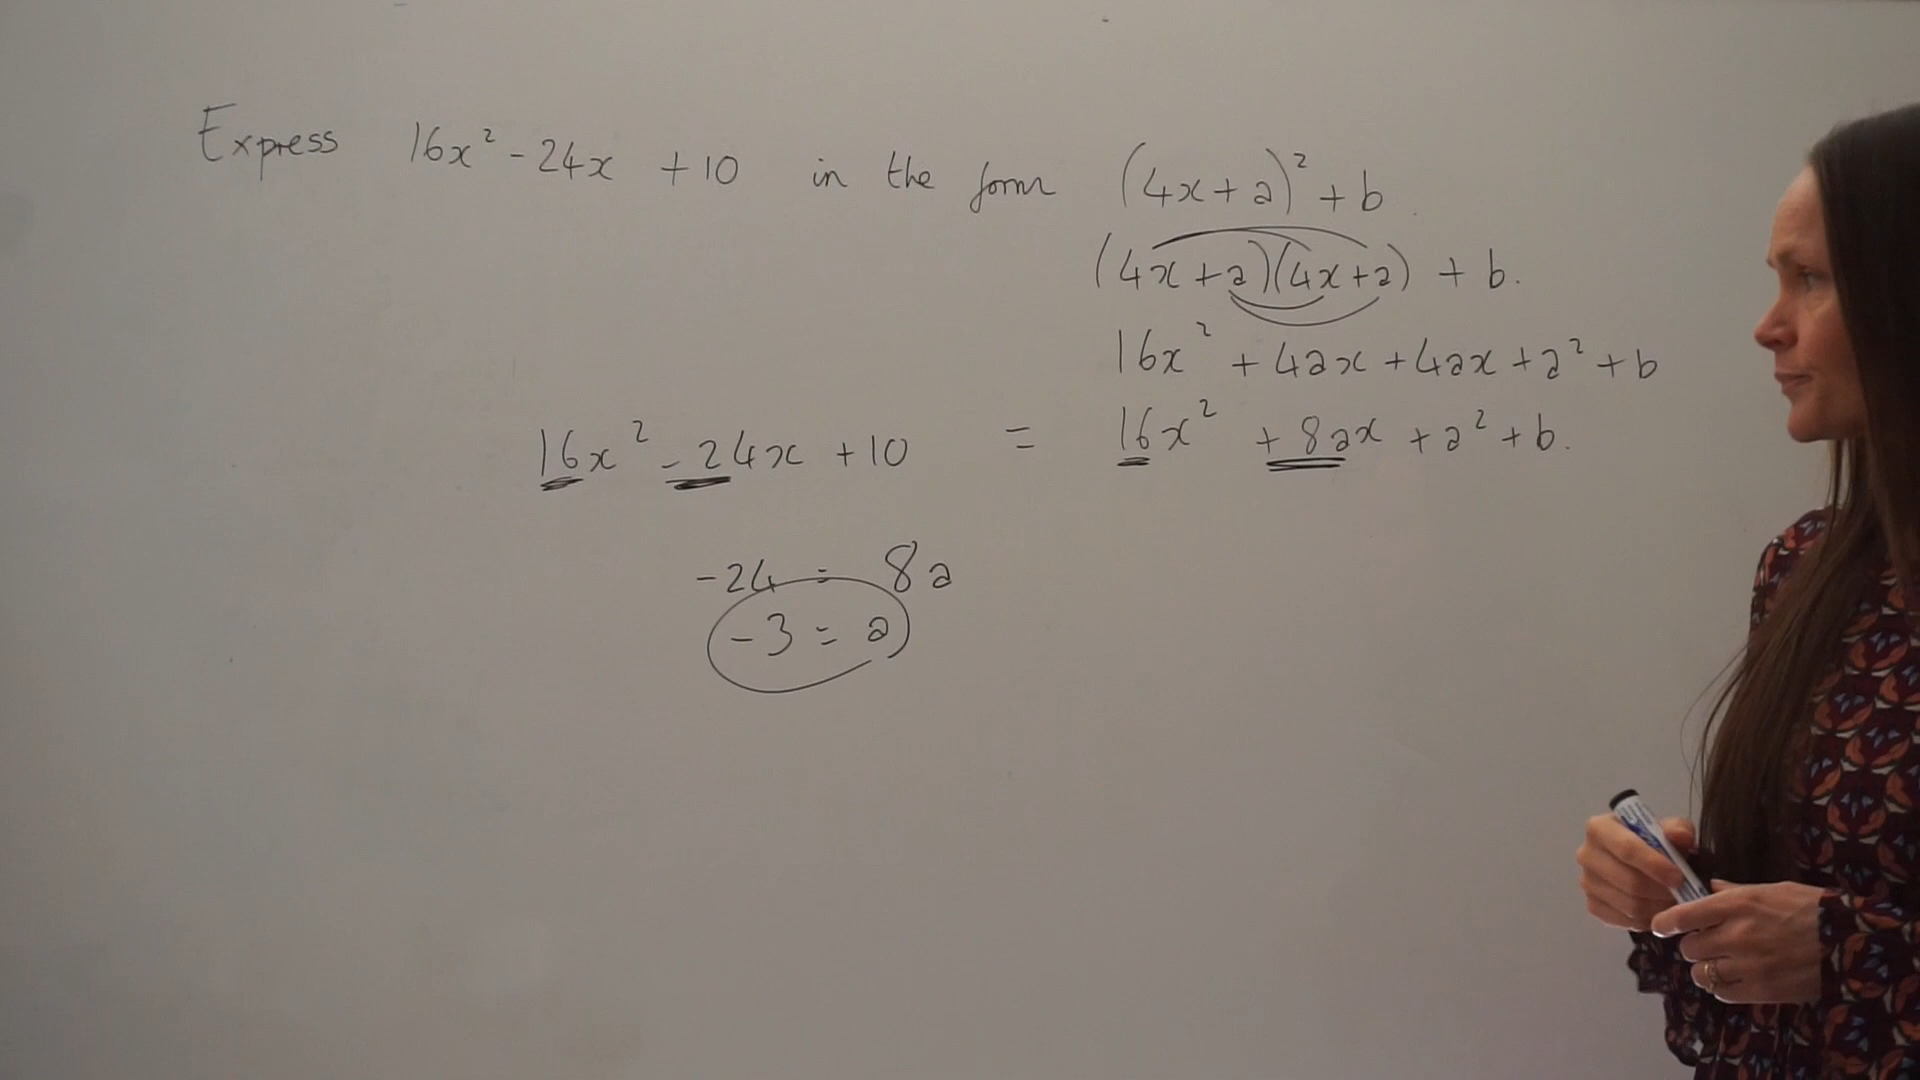 Express 16x² - 24x + 10 in the form (4x + a)² + b
(4x + a)(4x + a) + b.
16x² + 4ax + 4ax + a² + b
16x² - 24x + 10 = 16x² + 8ax + a² + b.
-24 = 8a
-3 = a